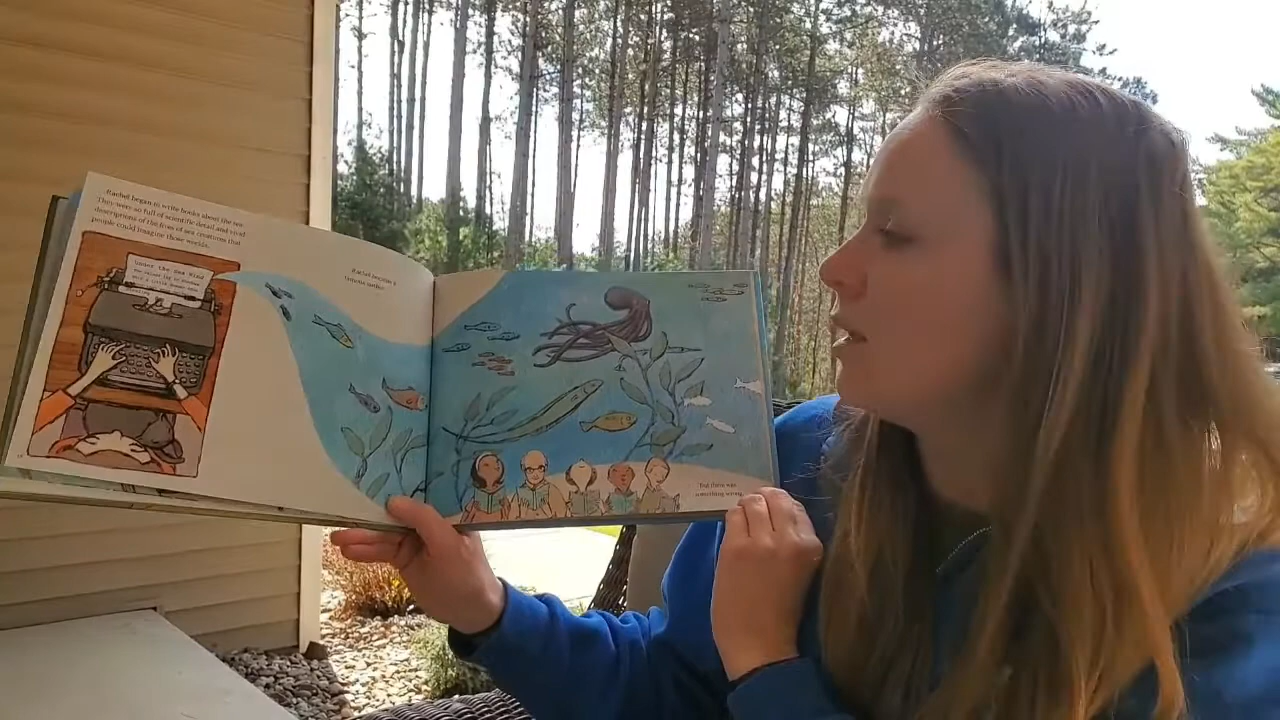 Rachel began to write books about the sea.
They were so full of scientific detail and vivid
descriptions of the lives of sea creatures that
people could imagine those worlds.
Under the Sea Wind
Rachel became a
famous author.
But there was
something wrong.